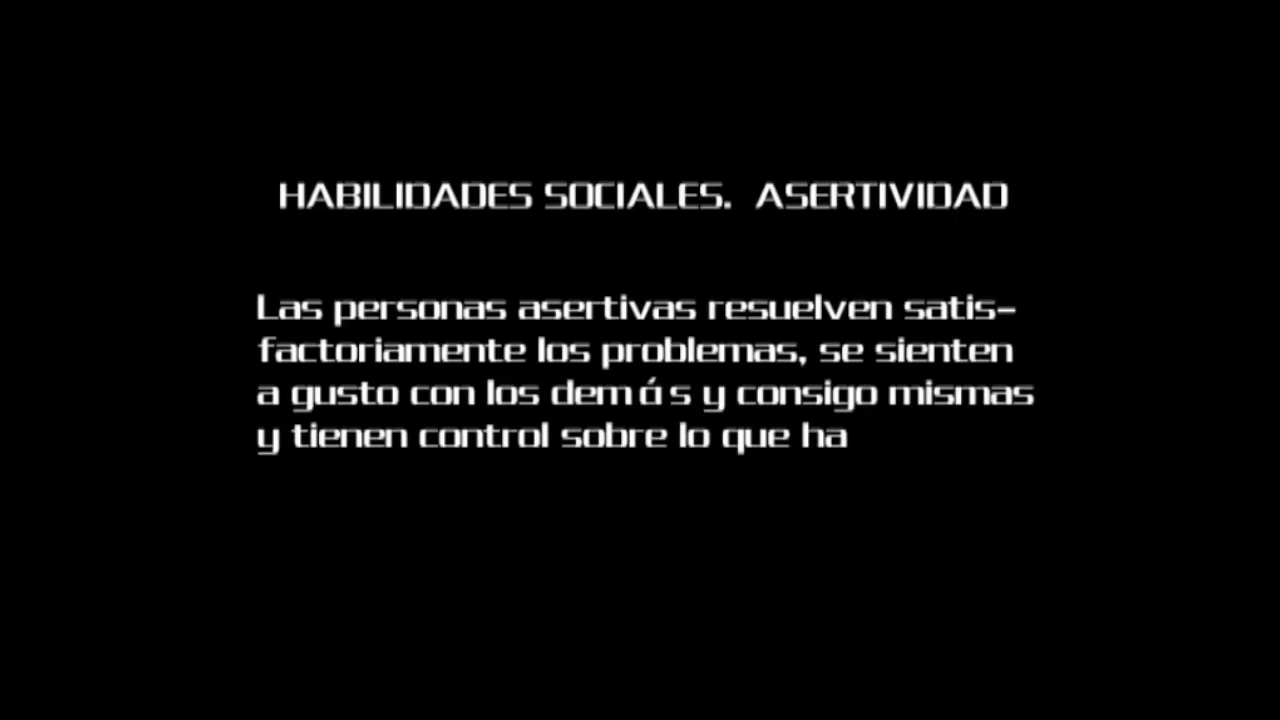 HABILIDADES SOCIALES. ASERTIVIDAD
Las personas asertivas resuelven satis-
factoriamente los problemas, se sienten
a gusto con los demás y consigo mismas
y tienen control sobre lo que ha